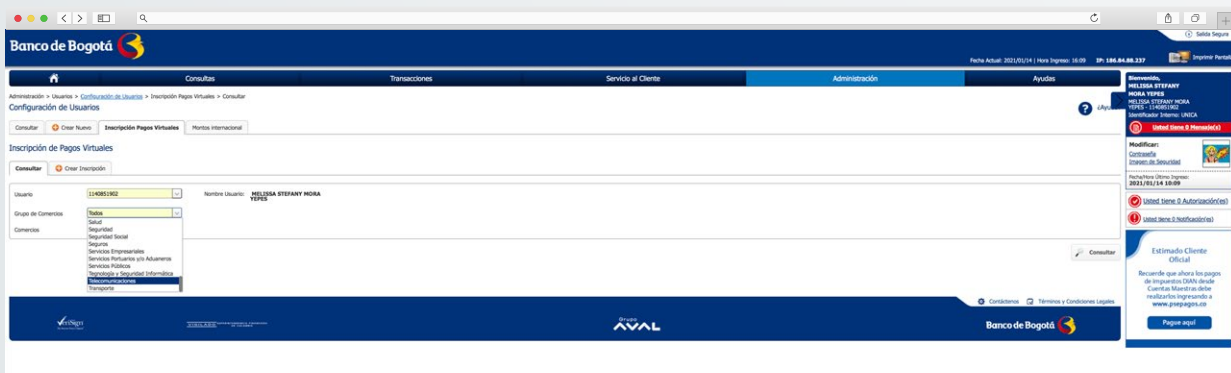 Salida Segura
Banco de Bogotá
Fecha Actual: 2021/01/14 | Hora Ingreso: 16:09 IP: 186.84.88.237
Imprimir Pantall
Consultas Transacciones Servicio al Cliente Administración Ayudas
Administración > Usuarios > Configuración de Usuarios > Inscripción Pagos Virtuales > Consultar
Configuración de Usuarios
Consultar Crear Nuevo Inscripción Pagos Virtuales Montos internacional
Inscripción de Pagos Virtuales
Consultar Crear Inscripción
Usuario 1140851902 Nombre Usuario: MELISSA STEFANY MORA
YEPES
Grupo de Comercios Todos
Comercios
Salud
Seguridad
Seguridad Social
Seguros
Servicios Empresariales
Servicios Portuarios y/o Aduaneros
Servicios Públicos
Tegnología y Seguridad Informática
Telecomunicaciones
Transporte
Consultar
Bienvenido,
MELISSA STEFANY
MORA YEPES
MELISSA STEFANY MORA
YEPES - 1140851902
Identificador Interno: UNICA
Usted tiene 0 Mensaje(s)
Modificar:
Contraseña
Imagen de Seguridad
Fecha/Hora Último Ingreso:
2021/01/14 10:09
Usted tiene 0 Autorización(es)
Usted tiene 0 Notificación(es)
Estimado Cliente
Oficial
Recuerde que ahora los pagos
de impuestos DIAN desde
Cuentas Maestras debe
realizarlos ingresando a
www.psepagos.co
Pague aquí
Contáctenos Términos y Condiciones Legales
VeriSign
Grupo
AVAL
Banco de Bogotá